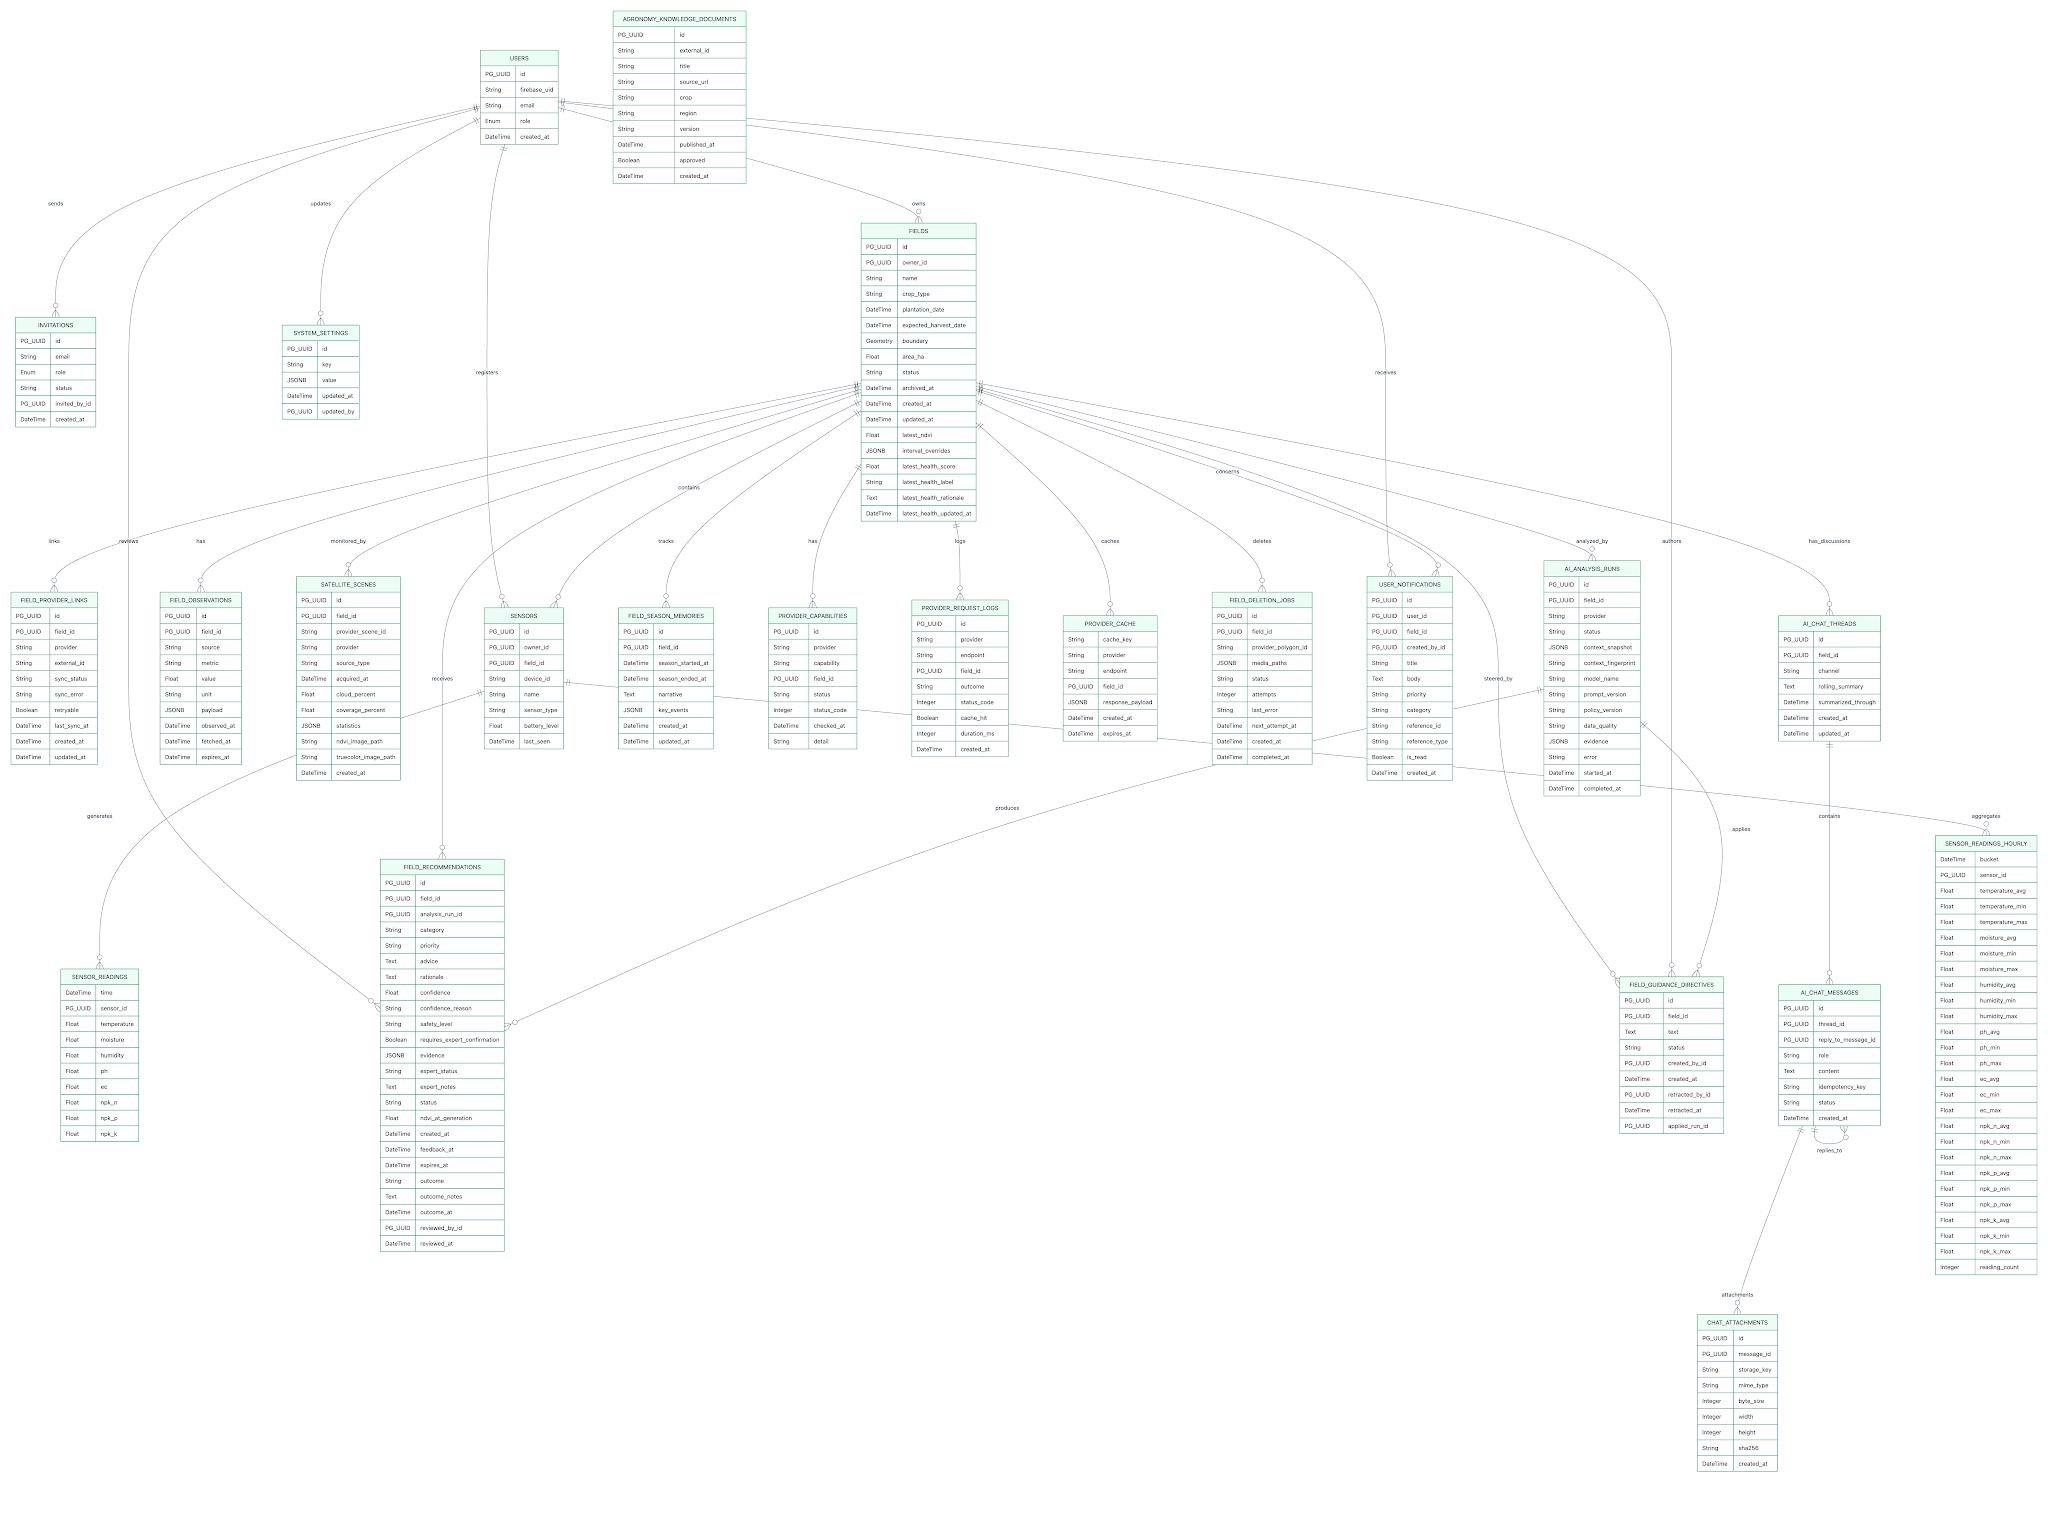 AGRONOMY_KNOWLEDGE_DOCUMENTS
PG_UUID id
String external_id
String title
String source_url
String crop
String region
String version
DateTime published_at
Boolean approved
DateTime created_at
USERS
PG_UUID id
String firebase_uid
String email
Enum role
DateTime created_at
sends
updates
owns
FIELDS
PG_UUID id
PG_UUID owner_id
String name
String crop_type
DateTime plantation_date
DateTime expected_harvest_date
Geometry boundary
Float area_ha
String status
DateTime archived_at
DateTime created_at
DateTime updated_at
Float latest_ndvi
JSONB interval_overrides
Float latest_health_score
String latest_health_label
Text latest_health_rationale
DateTime latest_health_updated_at
INVITATIONS
PG_UUID id
String email
Enum role
String status
PG_UUID invited_by_id
DateTime created_at
SYSTEM_SETTINGS
PG_UUID id
String key
JSONB value
DateTime updated_at
PG_UUID updated_by
registers
receives
concerns
contains
links
reviews
has
monitored_by
tracks
has
logs
caches
deletes
analyzed_by
authors
has_discussions
FIELD_PROVIDER_LINKS
PG_UUID id
PG_UUID field_id
String provider
String external_id
String sync_status
String sync_error
Boolean retryable
DateTime last_sync_at
DateTime created_at
DateTime updated_at
FIELD_OBSERVATIONS
PG_UUID id
PG_UUID field_id
String source
String metric
Float value
String unit
JSONB payload
DateTime observed_at
DateTime fetched_at
DateTime expires_at
SATELLITE_SCENES
PG_UUID id
PG_UUID field_id
String provider_scene_id
String provider
String source_type
DateTime acquired_at
Float cloud_percent
Float coverage_percent
JSONB statistics
String ndvi_image_path
String truecolor_image_path
DateTime created_at
SENSORS
PG_UUID id
PG_UUID owner_id
PG_UUID field_id
String device_id
String name
String sensor_type
Float battery_level
DateTime last_seen
FIELD_SEASON_MEMORIES
PG_UUID id
PG_UUID field_id
DateTime season_started_at
DateTime season_ended_at
Text narrative
JSONB key_events
DateTime created_at
DateTime updated_at
PROVIDER_CAPABILITIES
PG_UUID id
String provider
String capability
PG_UUID field_id
String status
Integer status_code
DateTime checked_at
String detail
PROVIDER_REQUEST_LOGS
PG_UUID id
String provider
String endpoint
PG_UUID field_id
String outcome
Integer status_code
Boolean cache_hit
Integer duration_ms
DateTime created_at
PROVIDER_CACHE
String cache_key
String provider
String endpoint
PG_UUID field_id
JSONB response_payload
DateTime created_at
DateTime expires_at
FIELD_DELETION_JOBS
PG_UUID id
PG_UUID field_id
String provider_polygon_id
JSONB media_paths
String status
Integer attempts
String last_error
DateTime next_attempt_at
DateTime created_at
DateTime completed_at
USER_NOTIFICATIONS
PG_UUID id
PG_UUID user_id
PG_UUID field_id
PG_UUID created_by_id
String title
Text body
String priority
String category
String reference_id
String reference_type
Boolean is_read
DateTime created_at
AI_ANALYSIS_RUNS
PG_UUID id
PG_UUID field_id
String provider
String status
JSONB context_snapshot
String context_fingerprint
String model_name
String prompt_version
String policy_version
String data_quality
JSONB evidence
String error
DateTime started_at
DateTime completed_at
AI_CHAT_THREADS
PG_UUID id
PG_UUID field_id
String channel
Text rolling_summary
DateTime summarized_through
DateTime created_at
DateTime updated_at
receives
steered_by
generates
produces
applies
contains
aggregates
SENSOR_READINGS
DateTime time
PG_UUID sensor_id
Float temperature
Float moisture
Float humidity
Float ph
Float ec
Float npk_n
Float npk_p
Float npk_k
FIELD_RECOMMENDATIONS
PG_UUID id
PG_UUID field_id
PG_UUID analysis_run_id
String category
String priority
Text advice
Text rationale
Float confidence
String confidence_reason
String safety_level
Boolean requires_expert_confirmation
JSONB evidence
String expert_status
Text expert_notes
String status
Float ndvi_at_generation
DateTime created_at
DateTime feedback_at
DateTime expires_at
String outcome
Text outcome_notes
DateTime outcome_at
PG_UUID reviewed_by_id
DateTime reviewed_at
FIELD_GUIDANCE_DIRECTIVES
PG_UUID id
PG_UUID field_id
Text text
String status
PG_UUID created_by_id
DateTime created_at
PG_UUID retracted_by_id
DateTime retracted_at
PG_UUID applied_run_id
AI_CHAT_MESSAGES
PG_UUID id
PG_UUID thread_id
PG_UUID reply_to_message_id
String role
Text content
String idempotency_key
String status
DateTime created_at
replies_to
SENSOR_READINGS_HOURLY
DateTime bucket
PG_UUID sensor_id
Float temperature_avg
Float temperature_min
Float temperature_max
Float moisture_avg
Float moisture_min
Float moisture_max
Float humidity_avg
Float humidity_min
Float humidity_max
Float ph_avg
Float ph_min
Float ph_max
Float ec_avg
Float ec_min
Float ec_max
Float npk_n_avg
Float npk_n_min
Float npk_n_max
Float npk_p_avg
Float npk_p_min
Float npk_p_max
Float npk_k_avg
Float npk_k_min
Float npk_k_max
Integer reading_count
attachments
CHAT_ATTACHMENTS
PG_UUID id
PG_UUID message_id
String storage_key
String mime_type
Integer byte_size
Integer width
Integer height
String sha256
DateTime created_at